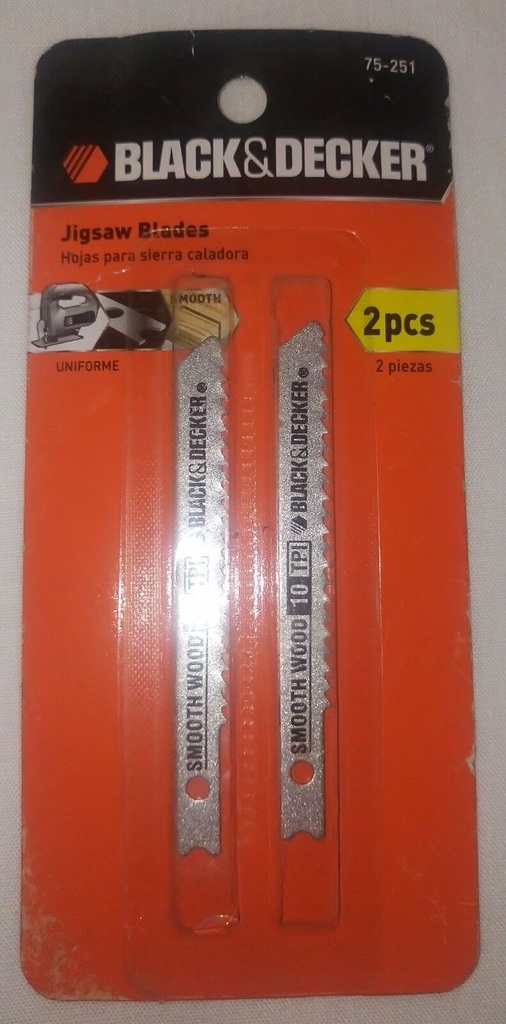 75-251
BLACK&DECKER®
Jigsaw Blades
Hojas para sierra caladora
SMOOTH
2pcs
UNIFORME
2 piezas
SMOOTH WOOD TPI BLACK&DECKER®
SMOOTH WOOD 10 TPI BLACK&DECKER®